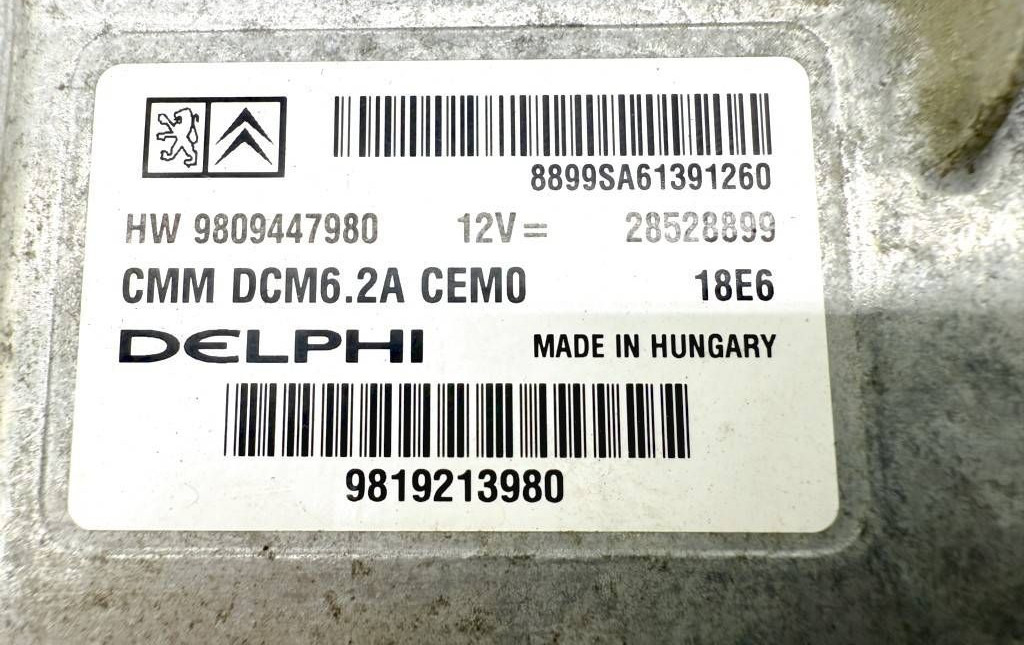 8899SA61391260
HW 9809447980 12V= 28528899
CMM DCM6.2A CEM0 18E6
DELPHI MADE IN HUNGARY
9819213980